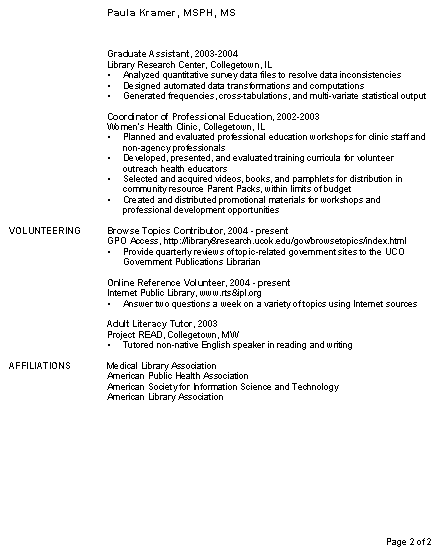 Paula Kramer, MSPH, MS
Graduate Assistant, 2003-2004
Library Research Center, Collegetown, IL
• Analyzed quantitative survey data files to resolve data inconsistencies
• Designed automated data transformations and computations
• Generated frequencies, cross-tabulations, and multi-variate statistical output
Coordinator of Professional Education, 2002-2003
Women's Health Clinic, Collegetown, IL
• Planned and evaluated professional education workshops for clinic staff and
non-agency professionals
• Developed, presented, and evaluated training curricula for volunteer
outreach health educators
• Selected and acquired videos, books, and pamphlets for distribution in
community resource Parent Packs, within limits of budget
• Created and distributed promotional materials for workshops and
professional development opportunities
VOLUNTEERING Browse Topics Contributor, 2004 - present
GPO Access, http://library&research.ucok.edu/gov/browsetopics/index.html
• Provide quarterly reviews of topic-related government sites to the UCO
Government Publications Librarian
Online Reference Volunteer, 2004 - present
Internet Public Library, www.rts&ipl.org
• Answer two questions a week on a variety of topics using Internet sources
Adult Literacy Tutor, 2003
Project READ, Collegetown, MW
• Tutored non-native English speaker in reading and writing
AFFILIATIONS Medical Library Association
American Public Health Association
American Society for Information Science and Technology
American Library Association
Page 2 of 2